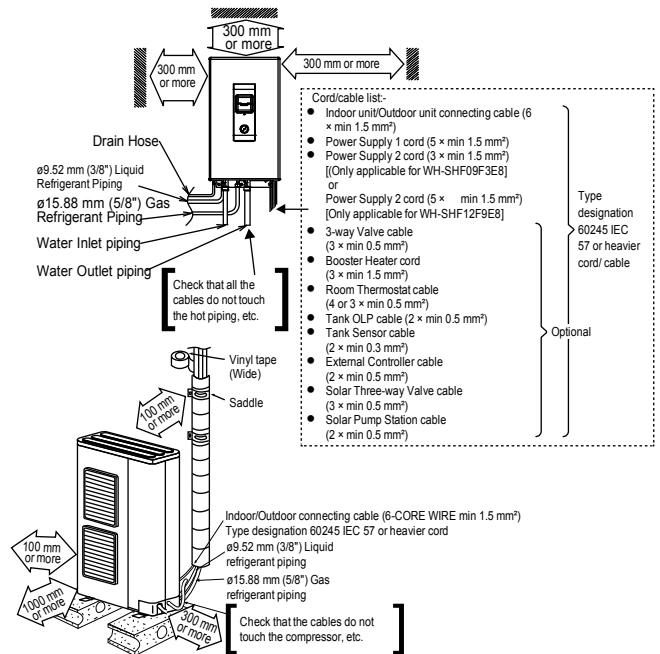 300 mm
or more
300 mm
or more
300 mm or more
Drain Hose
ø9.52 mm (3/8") Liquid
Refrigerant Piping
ø15.88 mm (5/8") Gas
Refrigerant Piping
Water Inlet piping
Water Outlet piping
Check that all the
cables do not touch
the hot piping, etc.
Cord/cable list:-
● Indoor unit/Outdoor unit connecting cable (6
× min 1.5 mm²)
● Power Supply 1 cord (5 × min 1.5 mm²)
● Power Supply 2 cord (3 × min 1.5 mm²)
[(Only applicable for WH-SHF09F3E8]
or
Power Supply 2 cord (5 × min 1.5 mm²)
[Only applicable for WH-SHF12F9E8]
● 3-way Valve cable
(3 × min 0.5 mm²)
● Booster Heater cord
(3 × min 1.5 mm²)
● Room Thermostat cable
(4 or 3 × min 0.5 mm²)
● Tank OLP cable (2 × min 0.5 mm²)
● Tank Sensor cable
(2 × min 0.3 mm²)
● External Controller cable
(2 × min 0.5 mm²)
● Solar Three-way Valve cable
(3 × min 0.5 mm²)
● Solar Pump Station cable
(2 × min 0.5 mm²)
Optional
Type
designation
60245 IEC
57 or heavier
cord/ cable
Vinyl tape
(Wide)
Saddle
100 mm
or more
Indoor/Outdoor connecting cable (6-CORE WIRE min 1.5 mm²)
Type designation 60245 IEC 57 or heavier cord
ø9.52 mm (3/8") Liquid
refrigerant piping
ø15.88 mm (5/8") Gas
refrigerant piping
100 mm
or more
1000 mm
or more
300 mm
or more
Check that the cables do not
touch the compressor, etc.